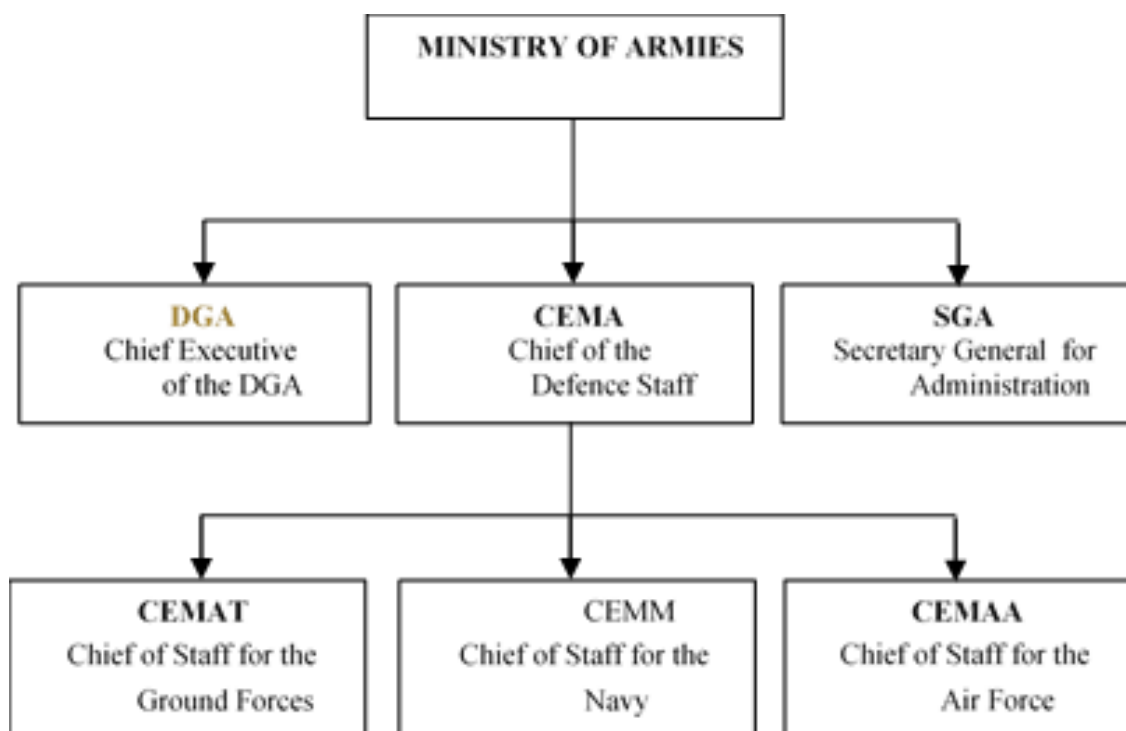 MINISTRY OF ARMIES
DGA
Chief Executive
of the DGA
CEMA
Chief of the
Defence Staff
SGA
Secretary General for
Administration
CEMAT
Chief of Staff for the
Ground Forces
CEMM
Chief of Staff for the
Navy
CEMAA
Chief of Staff for the
Air Force